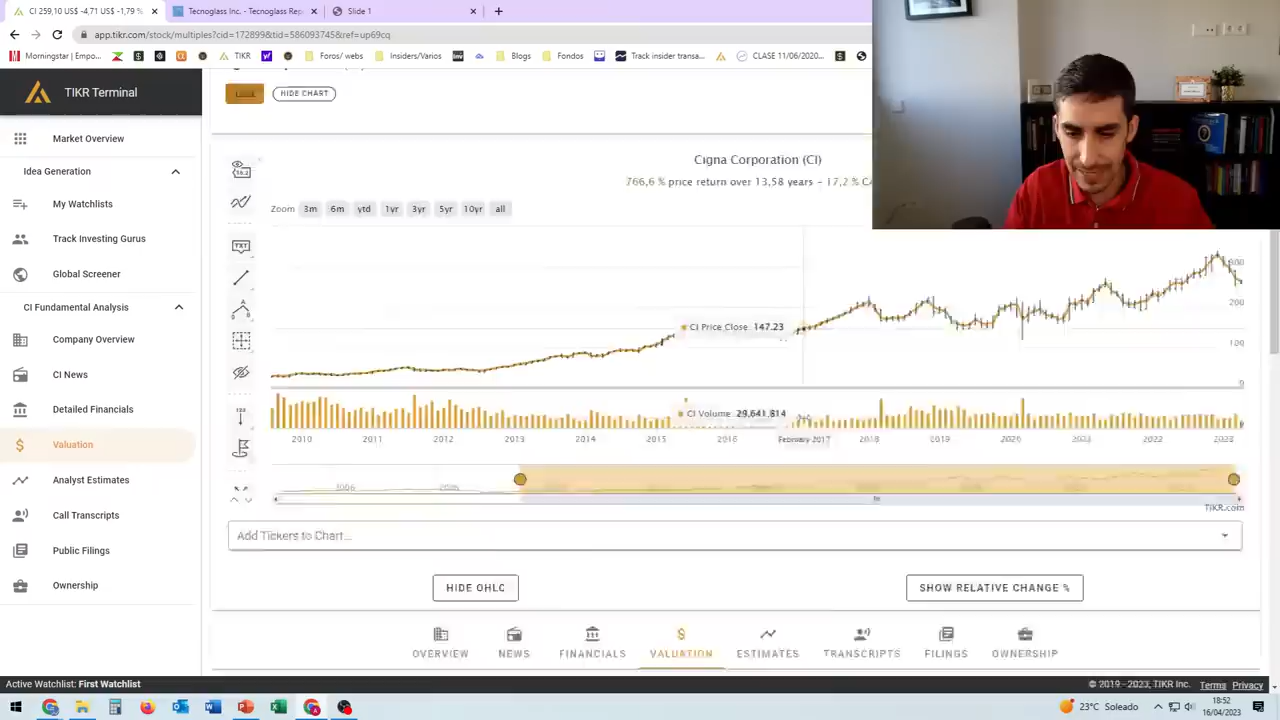 CI 259,10 US$ -4,71 US$ -1,79 %
Tecnoglass Inc. - Tecnoglass Rep
Slide 1
app.tikr.com/stock/multiples?cid=172899&tid=586093745&ref=up69cq
Morningstar | Empo...
TIKR
Foros/ webs
Insiders/Varios
Blogs
Fondos
Track insider transa...
CLASE 11/06/2020...
TIKR Terminal
HIDE CHART
Market Overview
Idea Generation
My Watchlists
Track Investing Gurus
Global Screener
CI Fundamental Analysis
Company Overview
CI News
Detailed Financials
Valuation
Analyst Estimates
Call Transcripts
Public Filings
Ownership
Cigna Corporation (CI)
766,6 % price return over 13,58 years - 17,2 %
Zoom 3m 6m ytd 1yr 3yr 5yr 10yr all
TXT
300
200
CI Price Close 147.23
100
0
CI Volume 29,641,814
2010 2011 2012 2013 2014 2015 2016 February 2017 2018 2019 2020 2021 2022 2023
TIKR.com
Add Tickers to Chart...
HIDE OHLC
SHOW RELATIVE CHANGE %
OVERVIEW NEWS FINANCIALS VALUATION ESTIMATES TRANSCRIPTS FILINGS OWNERSHIP
Active Watchlist: First Watchlist
© 2019-2023, TIKR Inc. Terms Privacy
23°C Soleado
18:52
16/04/2023